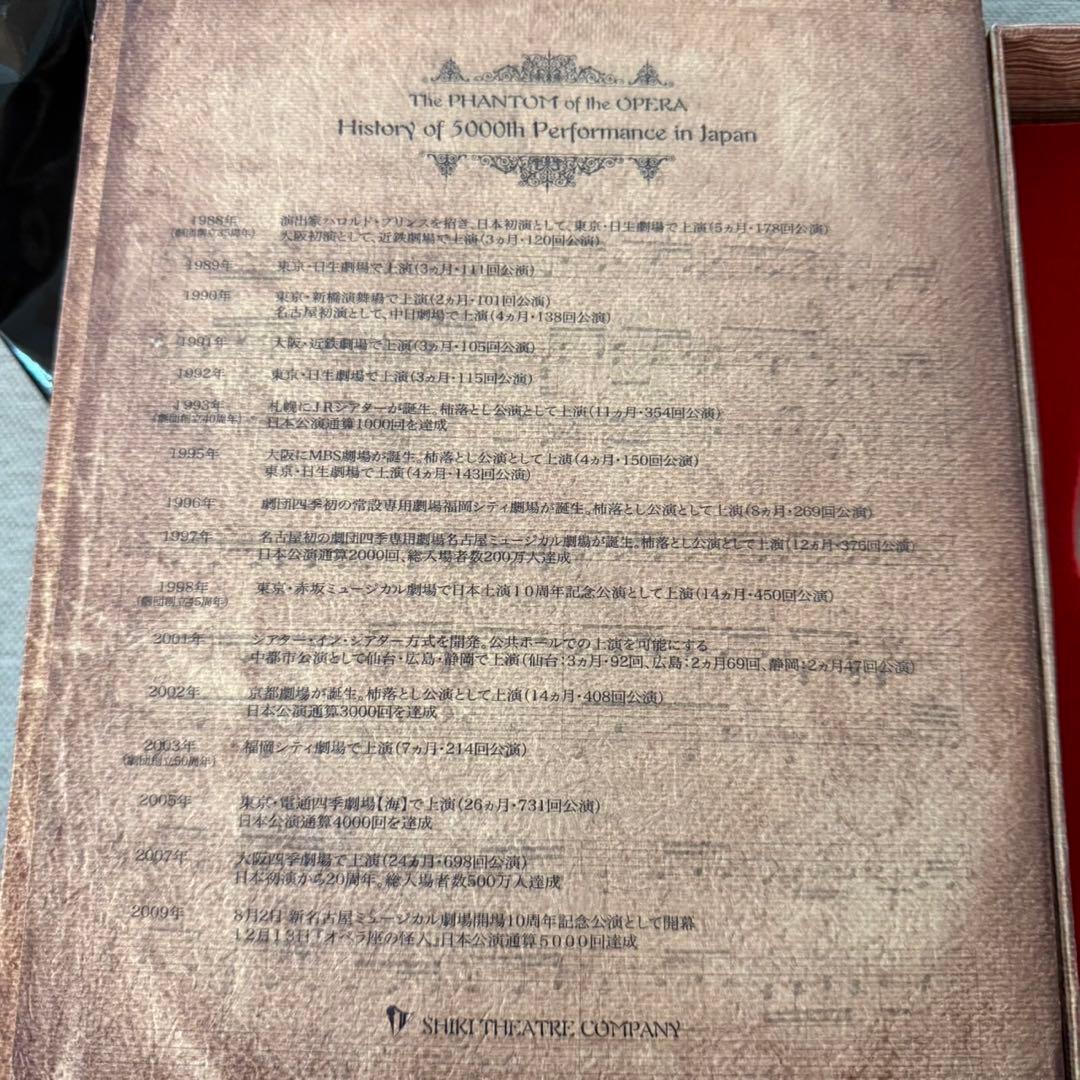 The PHANTOM of the OPERA
History of 5000th Performance in Japan
1988年 演出家ハロルド・プリンスを招き、日本初演として、東京・日生劇場で上演(5ヵ月・178回公演)
(劇団創立35周年) 大阪初演として、近鉄劇場で上演(3ヵ月・120回公演)
1989年 東京・日生劇場で上演(3ヵ月・111回公演)
1990年 東京・新橋演舞場で上演(2ヵ月・101回公演)
名古屋初演として、中日劇場で上演(4ヵ月・138回公演)
1991年 大阪・近鉄劇場で上演(3ヵ月・105回公演)
1992年 東京・日生劇場で上演(3ヵ月・115回公演)
1993年 札幌にJRシアターが誕生。杮落とし公演として上演(11ヵ月・354回公演)
(劇団創立40周年) 日本公演通算1000回を達成
1995年 大阪にMBS劇場が誕生。杮落とし公演として上演(4ヵ月・150回公演)
東京・日生劇場で上演(4ヵ月・143回公演)
1996年 劇団四季初の常設専用劇場福岡シティ劇場が誕生。杮落とし公演として上演(8ヵ月・269回公演)
1997年 名古屋初の劇団四季専用劇場名古屋ミュージカル劇場が誕生。杮落とし公演として上演(12ヵ月・376回公演)
日本公演通算2000回、総入場者数200万人達成
1998年 東京・赤坂ミュージカル劇場で日本上演10周年記念公演として上演(14ヵ月・450回公演)
(劇団創立45周年)
2001年 シアター・イン・シアター方式を開発。公共ホールでの上演を可能にする
中都市公演として仙台・広島・静岡で上演(仙台:3ヵ月・92回、広島:2ヵ月69回、静岡:2ヵ月47回公演)
2002年 京都劇場が誕生。杮落とし公演として上演(14ヵ月・408回公演)
日本公演通算3000回を達成
2003年 福岡シティ劇場で上演(7ヵ月・214回公演)
(劇団創立50周年)
2005年 東京・電通四季劇場【海】で上演(26ヵ月・731回公演)
日本公演通算4000回を達成
2007年 大阪四季劇場で上演(24ヵ月・698回公演)
日本初演から20周年。総入場者数500万人達成
2009年 8月2日 新名古屋ミュージカル劇場開場10周年記念公演として開幕
12月13日『オペラ座の怪人』日本公演通算5000回達成
SHIKI THEATRE COMPANY